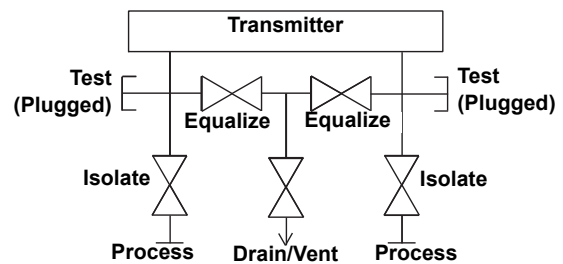 Transmitter
Test
(Plugged)
Test
(Plugged)
Equalize
Equalize
Isolate
Isolate
Process
Drain/Vent
Process